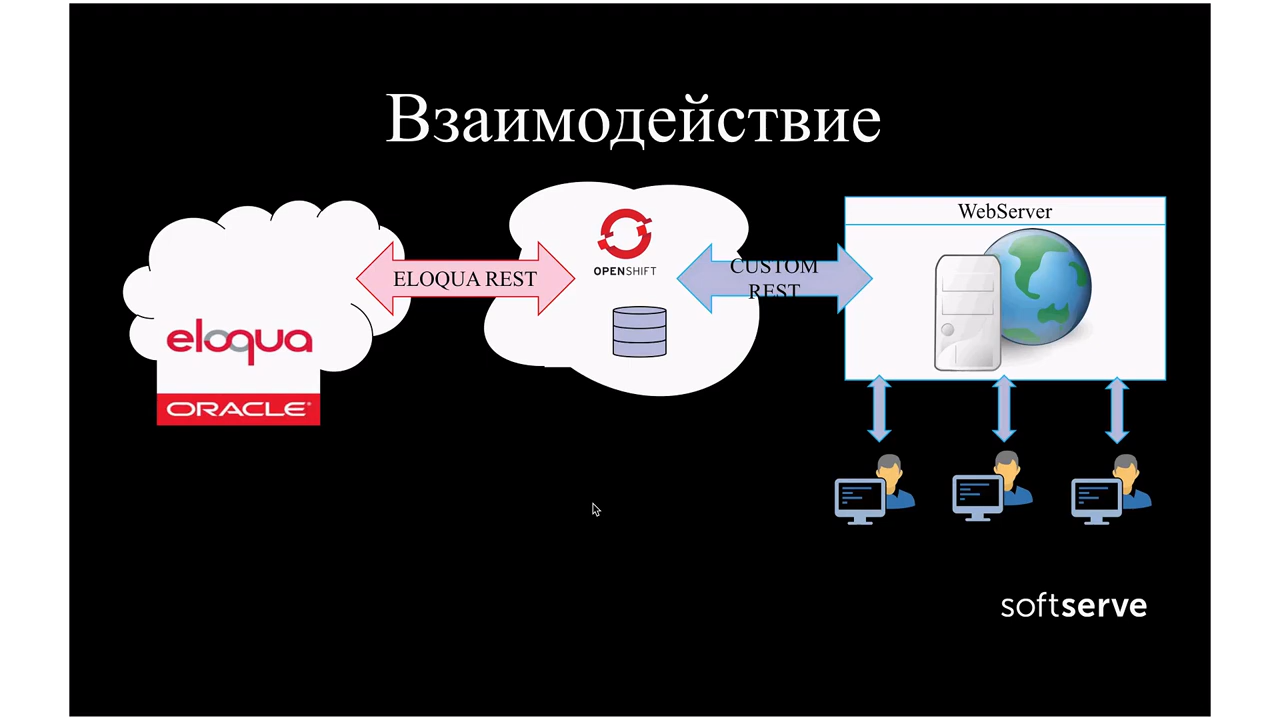 Взаимодействие
OPENSHIFT
WebServer
ELOQUA REST
CUSTOM
REST
eloqua
ORACLE®
softserve